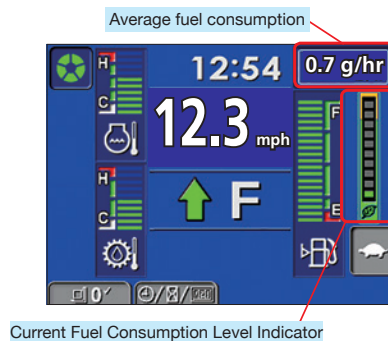 Average fuel consumption
H
12:54
0.7 g/hr
C
12.3 mph
F
H
F
C
E
0
Current Fuel Consumption Level Indicator